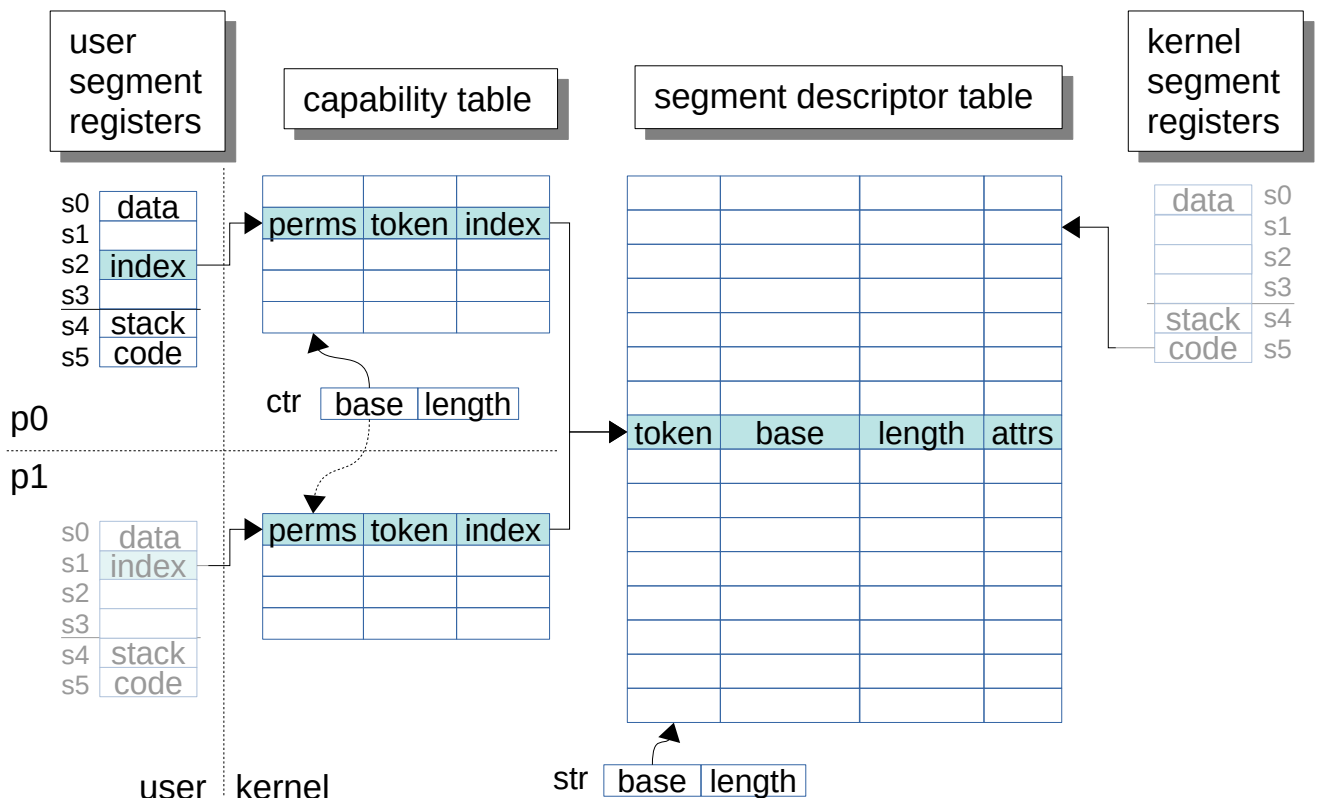 user
segment
registers
capability table
segment descriptor table
kernel
segment
registers
s0 data
s1
s2 index
s3
s4 stack
s5 code
perms token index
ctr base length
p0
p1
s0 data
s1 index
s2
s3
s4 stack
s5 code
perms token index
token base length attrs
data s0
s1
s2
s3
stack s4
code s5
str base length
user kernel